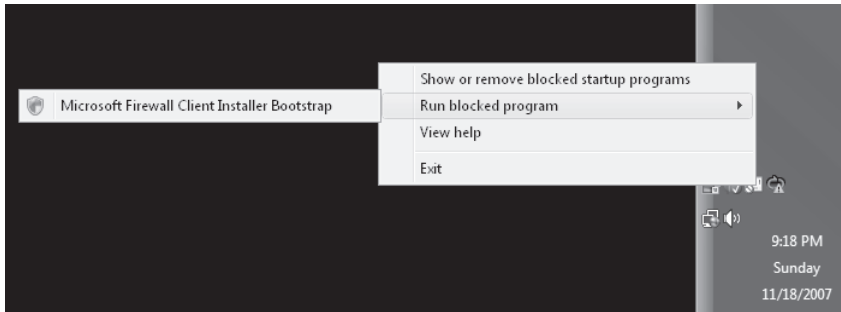 Show or remove blocked startup programs
Microsoft Firewall Client Installer Bootstrap
Run blocked program
View help
Exit
9:18 PM
Sunday
11/18/2007